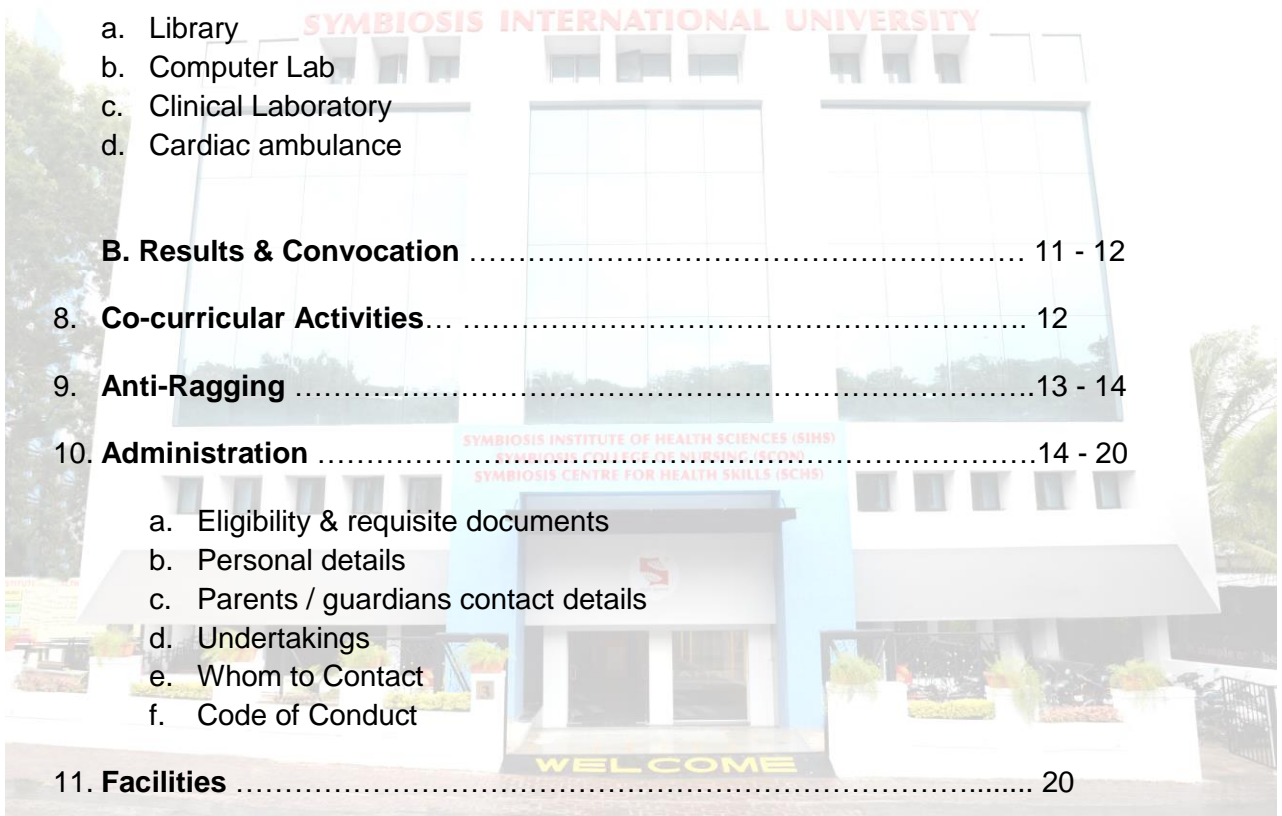 SYMBIOSIS INTERNATIONAL UNIVERSITY
a. Library
b. Computer Lab
c. Clinical Laboratory
d. Cardiac ambulance
B. Results & Convocation ………………………………………………… 11 - 12
8. Co-curricular Activities… …………………………………………………. 12
9. Anti-Ragging ………………………………………………………………….13 - 14
10. Administration …………………………………………………….……………14 - 20
SYMBIOSIS INSTITUTE OF HEALTH SCIENCES (SIHS)
SYMBIOSIS COLLEGE OF NURSING (SCON)
SYMBIOSIS CENTRE FOR HEALTH SKILLS (SCHS)
a. Eligibility & requisite documents
b. Personal details
c. Parents / guardians contact details
d. Undertakings
e. Whom to Contact
f. Code of Conduct
3
WELCOME
11. Facilities ………………………………………………………………........ 20